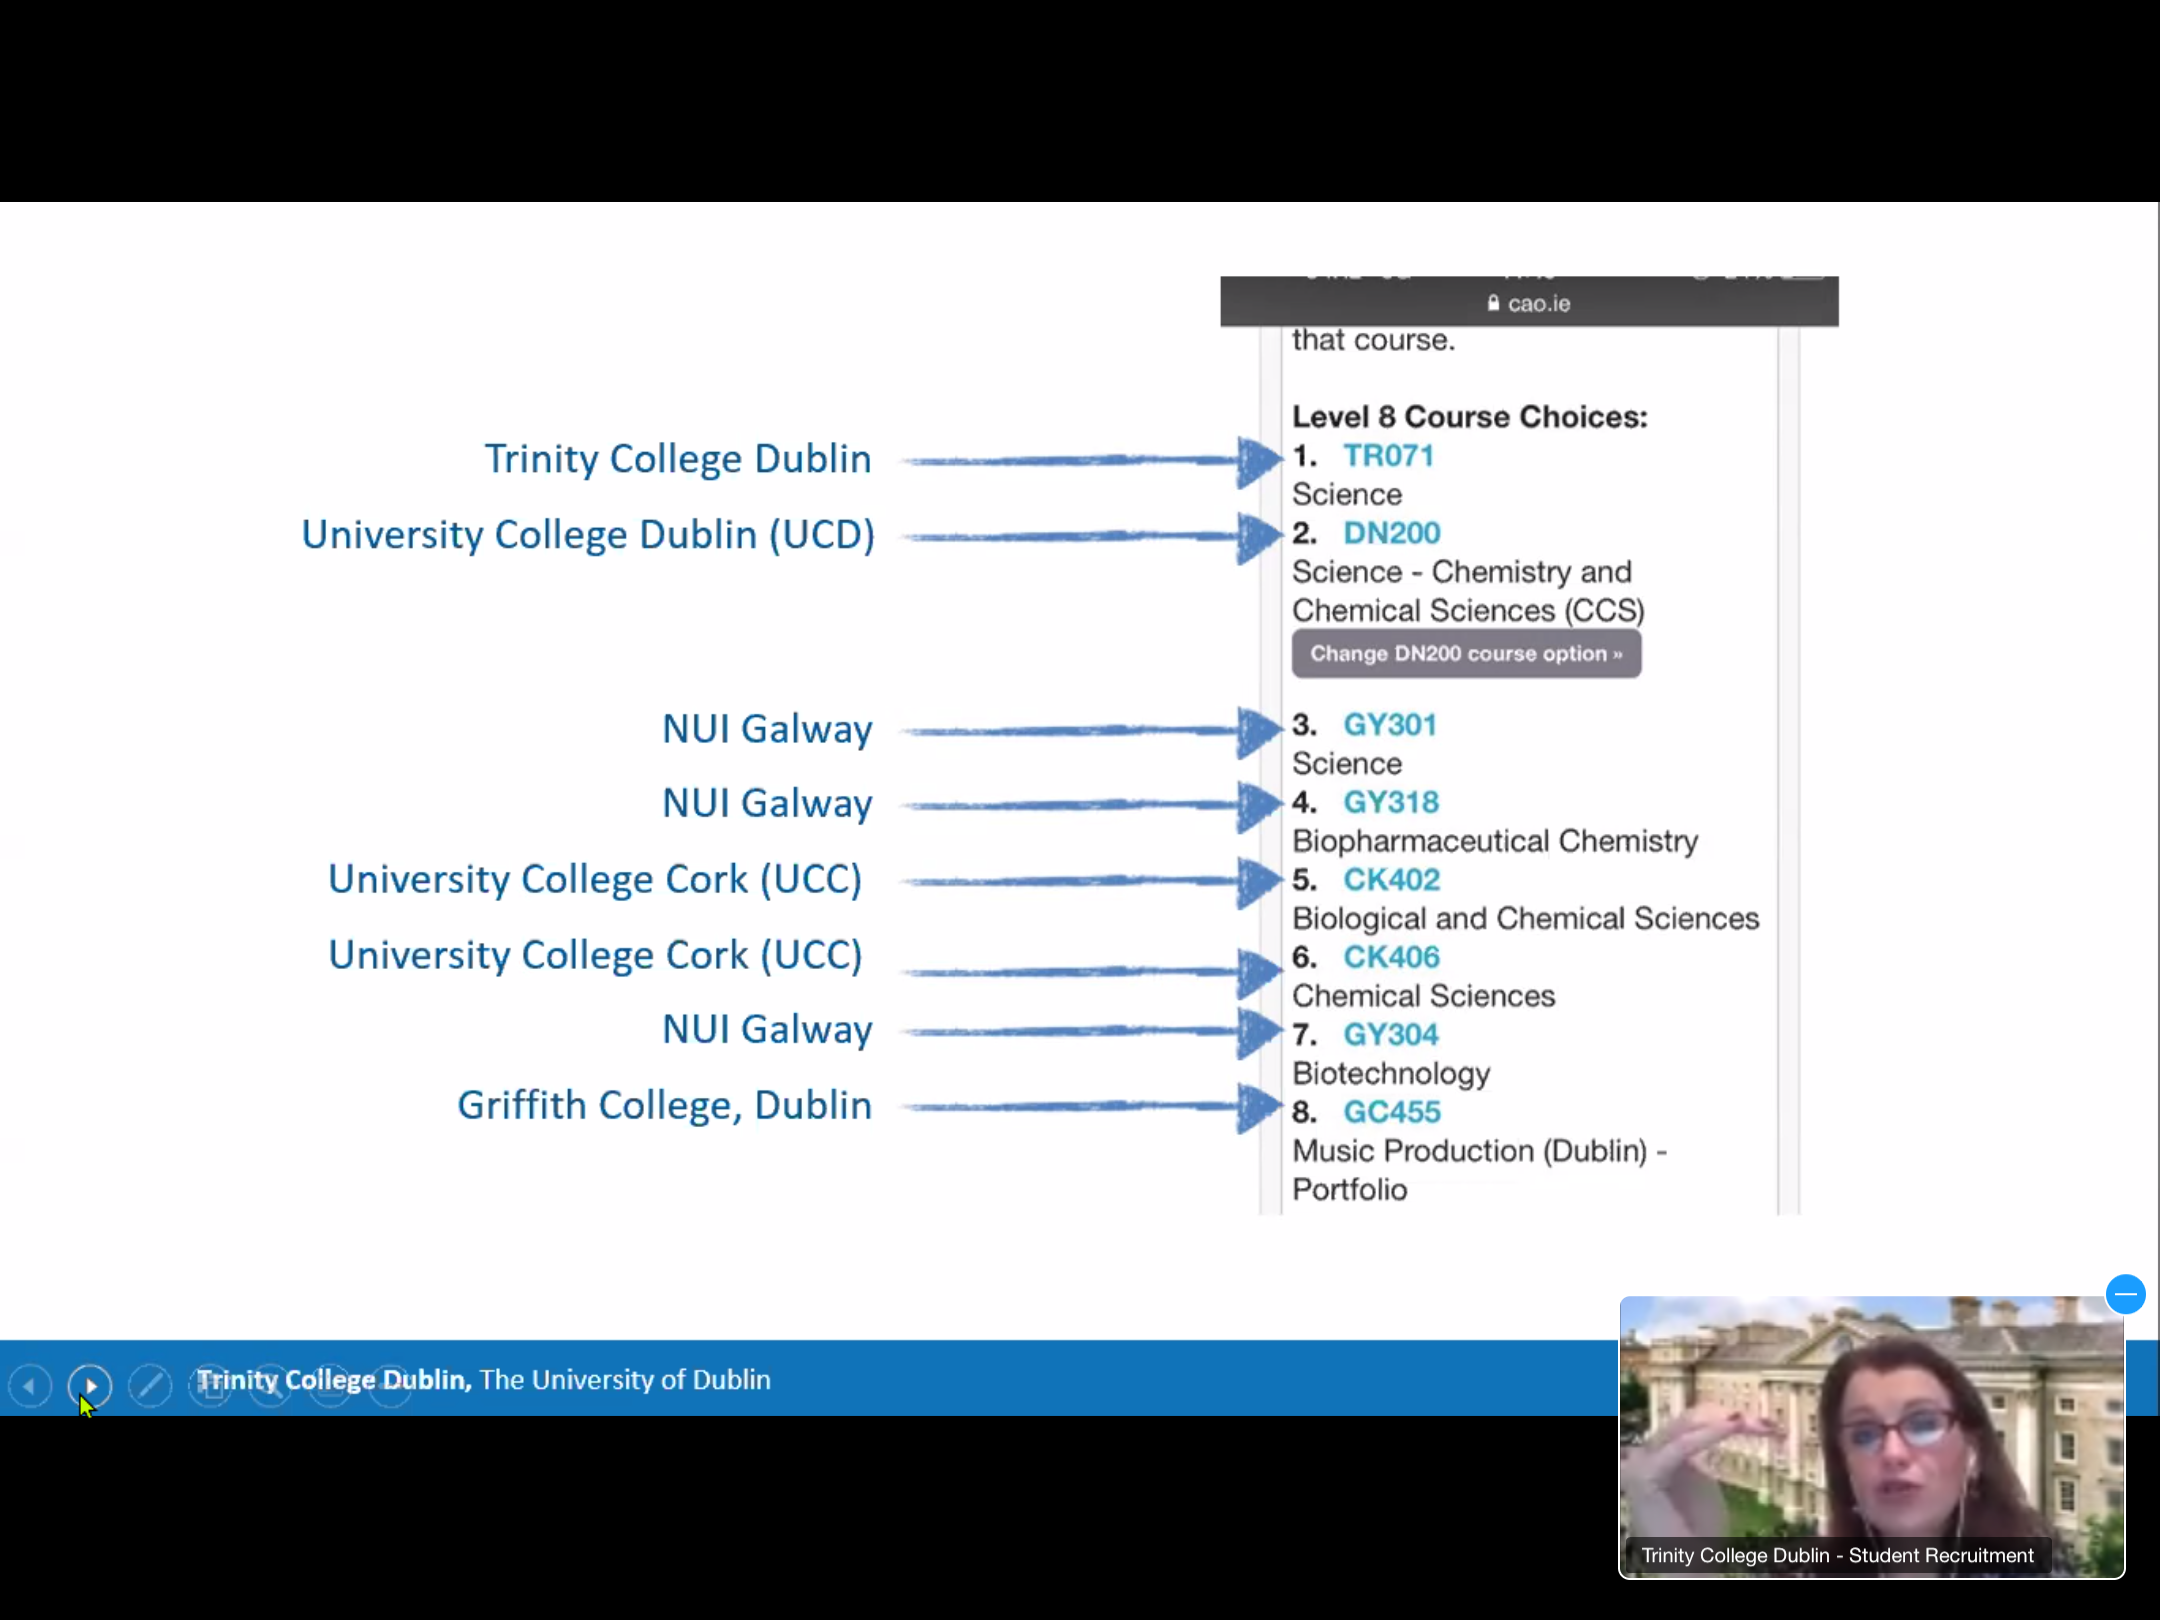 cao.ie
that course.
Level 8 Course Choices:
Trinity College Dublin
1. TR071
Science
University College Dublin (UCD)
2. DN200
Science - Chemistry and
Chemical Sciences (CCS)
Change DN200 course option »
NUI Galway
3. GY301
Science
NUI Galway
4. GY318
Biopharmaceutical Chemistry
University College Cork (UCC)
5. CK402
Biological and Chemical Sciences
University College Cork (UCC)
6. CK406
Chemical Sciences
NUI Galway
7. GY304
Biotechnology
Griffith College, Dublin
8. GC455
Music Production (Dublin) -
Portfolio
Trinity College Dublin, The University of Dublin
Trinity College Dublin - Student Recruitment